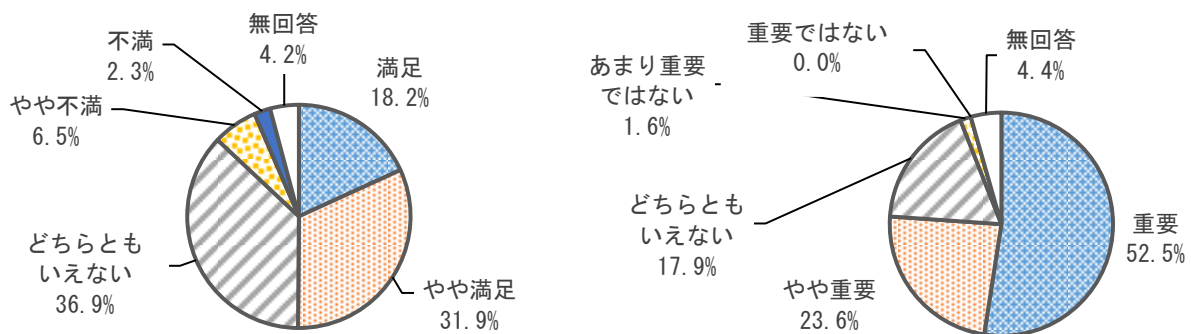 無回答
4.2%
不満
2.3%
満足
18.2%
やや不満
6.5%
どちらとも
いえない
36.9%
やや満足
31.9%
重要ではない
0.0%
無回答
4.4%
あまり重要
ではない
1.6%
どちらとも
いえない
17.9%
重要
52.5%
やや重要
23.6%